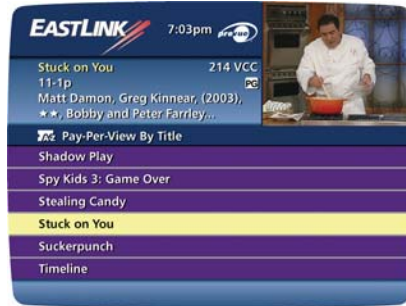 EASTLINK 7:03pm prevue
Stuck on You 214 VCC
11-1p PG
Matt Damon, Greg Kinnear, (2003),
★★, Bobby and Peter Farrley...
Pay-Per-View By Title
Shadow Play
Spy Kids 3: Game Over
Stealing Candy
Stuck on You
Suckerpunch
Timeline